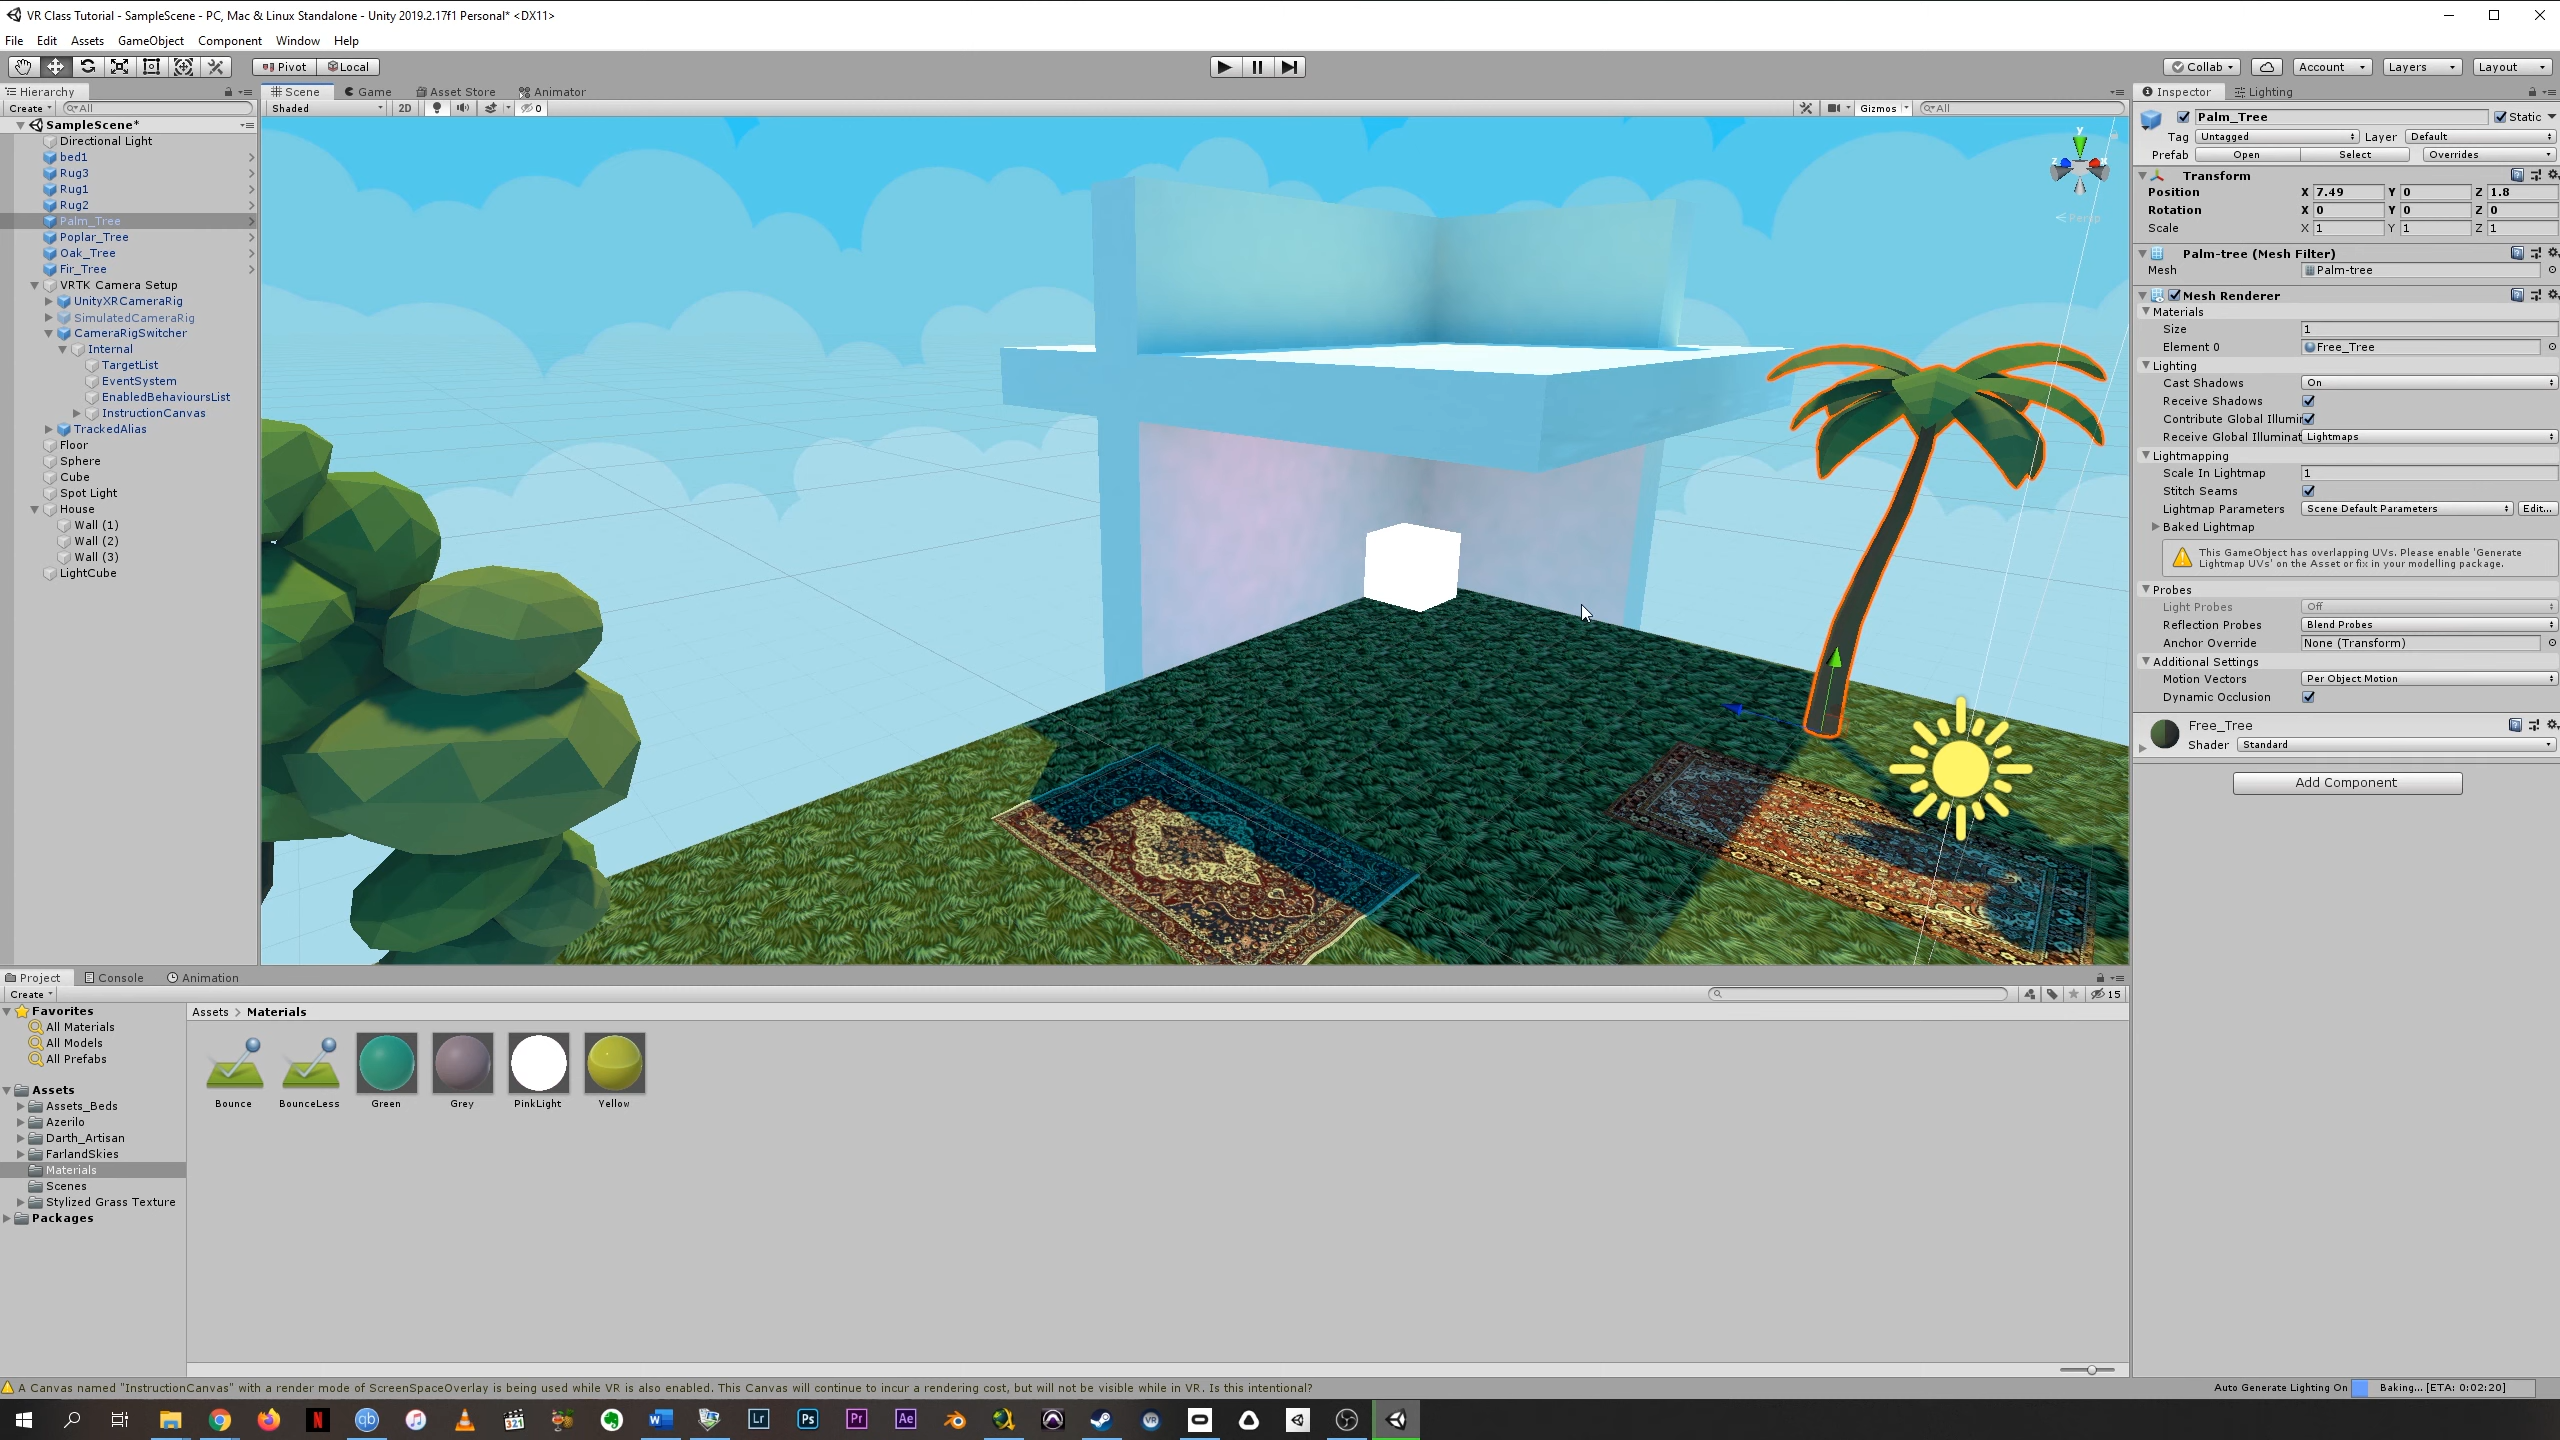 VR Class Tutorial - SampleScene - PC, Mac & Linux Standalone - Unity 2019.2.17f1 Personal* <DX11>
File Edit Assets GameObject Component Window Help
Pivot Local Collab Account Layers Layout
Hierarchy Scene Game Asset Store Animator Inspector Lighting
Create All Shaded 2D 0 Gizmos All
SampleScene*
Directional Light
bed1
Rug3
Rug1
Rug2
Palm_Tree
Poplar_Tree
Oak_Tree
Fir_Tree
VRTK Camera Setup
UnityXRCameraRig
SimulatedCameraRig
CameraRigSwitcher
Internal
TargetList
EventSystem
EnabledBehavioursList
InstructionCanvas
TrackedAlias
Floor
Sphere
Cube
Spot Light
House
Wall (1)
Wall (2)
Wall (3)
LightCube
y
x
z
Persp
Palm_Tree Static
Tag Untagged Layer Default
Prefab Open Select Overrides
Transform
Position X 7.49 Y 0 Z 1.8
Rotation X 0 Y 0 Z 0
Scale X 1 Y 1 Z 1
Palm-tree (Mesh Filter)
Mesh Palm-tree
Mesh Renderer
Materials
Size 1
Element 0 Free_Tree
Lighting
Cast Shadows On
Receive Shadows
Contribute Global Illumin
Receive Global Illuminat Lightmaps
Lightmapping
Scale In Lightmap 1
Stitch Seams
Lightmap Parameters Scene Default Parameters Edit...
Baked Lightmap
This GameObject has overlapping UVs. Please enable 'Generate
Lightmap UVs' on the Asset or fix in your modelling package.
Probes
Light Probes Off
Reflection Probes Blend Probes
Anchor Override None (Transform)
Additional Settings
Motion Vectors Per Object Motion
Dynamic Occlusion
Free_Tree
Shader Standard
Add Component
Project Console Animation
Create 15
Favorites
All Materials
All Models
All Prefabs
Assets
Assets_Beds
Azerilo
Darth_Artisan
FarlandSkies
Materials
Scenes
Stylized Grass Texture
Packages
Assets > Materials
Bounce BounceLess Green Grey PinkLight Yellow
A Canvas named "InstructionCanvas" with a render mode of ScreenSpaceOverlay is being used while VR is also enabled. This Canvas will continue to incur a rendering cost, but will not be visible while in VR. Is this intentional?
Auto Generate Lighting On Baking... [ETA: 0:02:20]
N qb 321 W Lr Ps Pr Ae VR